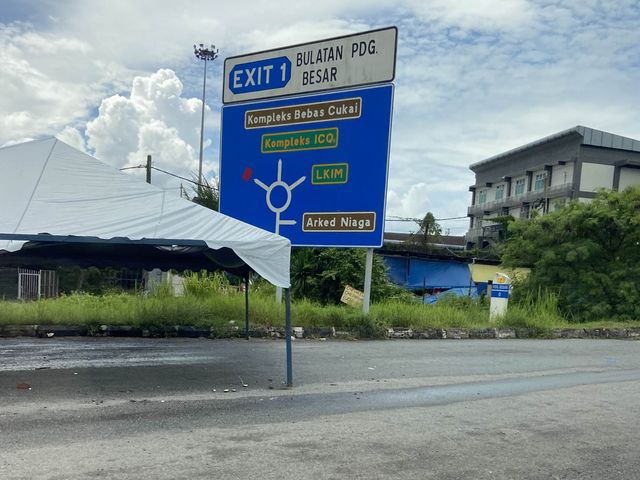 EXIT 1
BULATAN PDG.
BESAR
Kompleks Bebas Cukai
Kompleks ICQ
LKIM
Arked Niaga